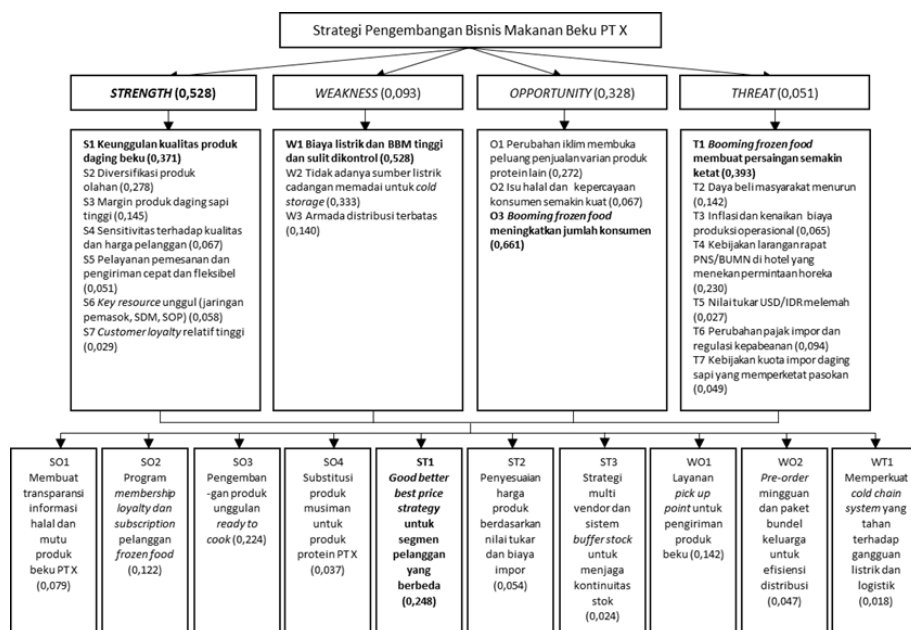 Strategi Pengembangan Bisnis Makanan Beku PT X
STRENGTH (0,528)
WEAKNESS (0,093)
OPPORTUNITY (0,328)
THREAT (0,051)
S1 Keunggulan kualitas produk
daging beku (0,371)
S2 Diversifikasi produk
olahan (0,278)
S3 Margin produk daging sapi
tinggi (0,145)
S4 Sensitivitas terhadap kualitas
dan harga pelanggan (0,067)
S5 Pelayanan pemesanan dan
pengiriman cepat dan fleksibel
(0,051)
S6 Key resource unggul (jaringan
pemasok, SDM, SOP) (0,058)
S7 Customer loyalty relatif tinggi
(0,029)
W1 Biaya listrik dan BBM tinggi
dan sulit dikontrol (0,528)
W2 Tidak adanya sumber listrik
cadangan memadai untuk cold
storage (0,333)
W3 Armada distribusi terbatas
(0,140)
O1 Perubahan iklim membuka
peluang penjualan varian produk
protein lain (0,272)
O2 Isu halal dan kepercayaan
konsumen semakin kuat (0,067)
O3 Booming frozen food
meningkatkan jumlah konsumen
(0,661)
T1 Booming frozen food
membuat persaingan semakin
ketat (0,393)
T2 Daya beli masyarakat menurun
(0,142)
T3 Inflasi dan kenaikan biaya
produksi operasional (0,065)
T4 Kebijakan larangan rapat
PNS/BUMN di hotel yang
menekan permintaan horeka
(0,230)
T5 Nilai tukar USD/IDR melemah
(0,027)
T6 Perubahan pajak impor dan
regulasi kepabeanan (0,094)
T7 Kebijakan kuota impor daging
sapi yang memperketat pasokan
(0,049)
SO1
Membuat
transparansi
informasi
halal dan
mutu
produk
beku PT X
(0,079)
SO2
Program
membership
loyalty dan
subscription
pelanggan
frozen food
(0,122)
SO3
Pengemban
-gan produk
unggulan
ready to
cook (0,224)
SO4
Substitusi
produk
musiman
untuk
produk
protein PT X
(0,037)
ST1
Good better
best price
strategy
untuk
segmen
pelanggan
yang
berbeda
(0,248)
ST2
Penyesuaian
harga
produk
berdasarkan
nilai tukar
dan biaya
impor
(0,054)
ST3
Strategi
multi
vendor dan
sistem
buffer stock
untuk
menjaga
kontinuitas
stok
(0,024)
WO1
Layanan
pick up
point untuk
pengiriman
produk
beku (0,142)
WO2
Pre-order
mingguan
dan paket
bundel
keluarga
untuk
efisiensi
distribusi
(0,047)
WT1
Memperkuat
cold chain
system yang
tahan
terhadap
gangguan
listrik dan
logistik
(0,018)